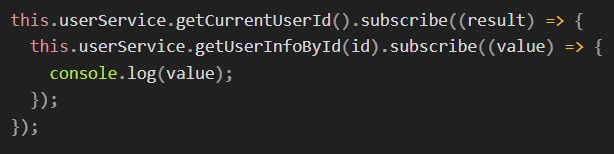 this.userService.getCurrentUserId().subscribe((result) => {
  this.userService.getUserInfoById(id).subscribe((value) => {
    console.log(value);
  });
});